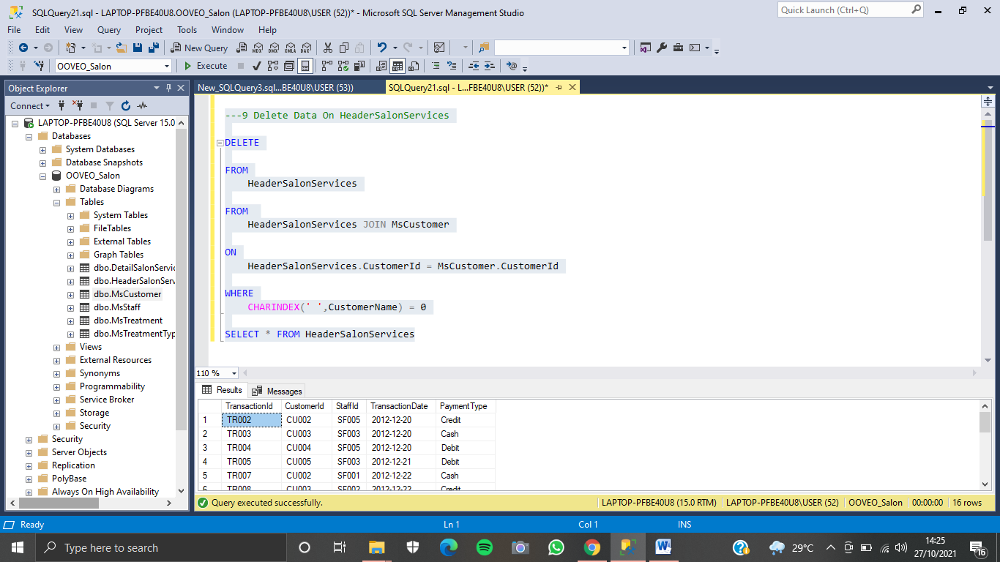 SQLQuery21.sql - LAPTOP-PFBE40U8.OOVEO_Salon (LAPTOP-PFBE40U8\USER (52))* - Microsoft SQL Server Management Studio
Quick Launch (Ctrl+Q)
File Edit View Query Project Tools Window Help
New Query MDX DMX XMLA DAX
OOVEO_Salon Execute
Object Explorer
New_SQLQuery3.sql...BE40U8\USER (53))
SQLQuery21.sql - L...FBE40U8\USER (52))*
Connect
LAPTOP-PFBE40U8 (SQL Server 15.0
Databases
System Databases
Database Snapshots
OOVEO_Salon
Database Diagrams
Tables
System Tables
FileTables
External Tables
Graph Tables
dbo.DetailSalonServic
dbo.HeaderSalonServ
dbo.MsCustomer
dbo.MsStaff
dbo.MsTreatment
dbo.MsTreatmentTyp
Views
External Resources
Synonyms
Programmability
Service Broker
Storage
Security
Security
Server Objects
Replication
PolyBase
Always On High Availability
---9 Delete Data On HeaderSalonServices
DELETE
FROM
HeaderSalonServices
FROM
HeaderSalonServices JOIN MsCustomer
ON
HeaderSalonServices.CustomerId = MsCustomer.CustomerId
WHERE
CHARINDEX(' ',CustomerName) = 0
SELECT * FROM HeaderSalonServices
110 %
Results Messages
TransactionId CustomerId StaffId TransactionDate PaymentType
1 TR002 CU002 SF005 2012-12-20 Credit
2 TR003 CU003 SF003 2012-12-20 Cash
3 TR004 CU004 SF005 2012-12-20 Debit
4 TR005 CU005 SF003 2012-12-21 Debit
5 TR007 CU002 SF001 2012-12-22 Cash
6 TR008 CU003 SF002 2012-12-22 Credit
Query executed successfully.
LAPTOP-PFBE40U8 (15.0 RTM) LAPTOP-PFBE40U8\USER (52) OOVEO_Salon 00:00:00 16 rows
Ready Ln 1 Col 1 INS
Type here to search
29°C
14:25
27/10/2021
16